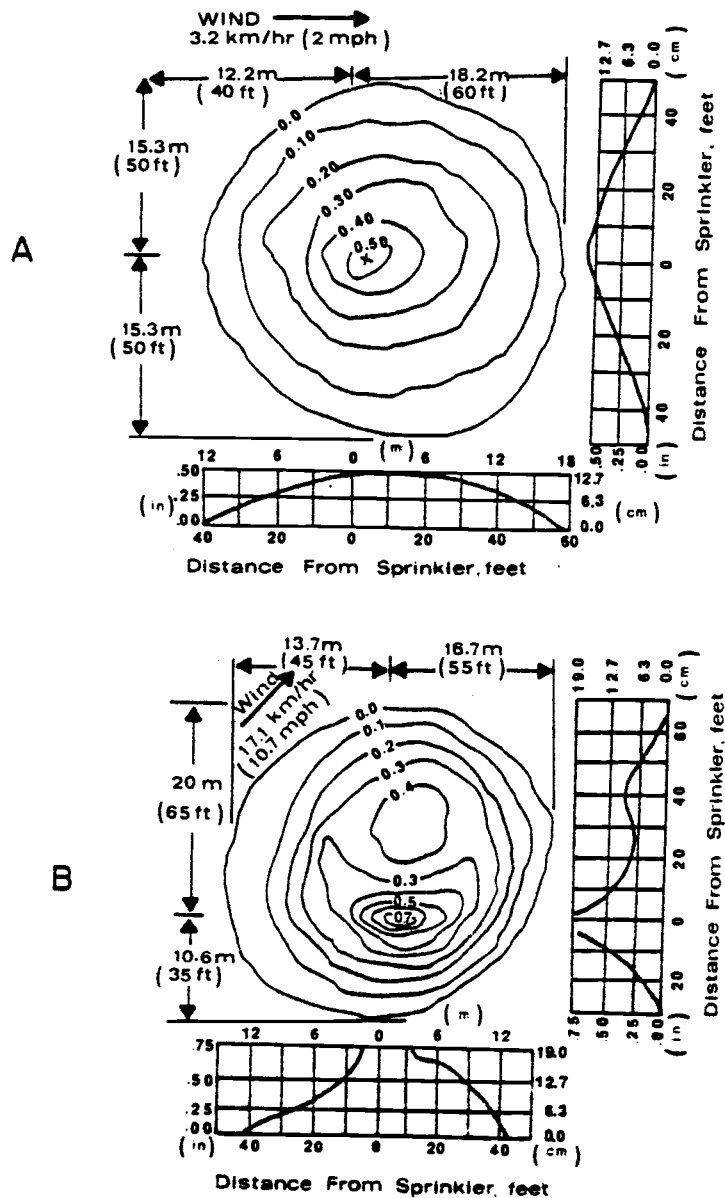 WIND
3.2 km/hr (2 mph)
12.2m
(40 ft)
18.2m
(60 ft)
15.3m
(50ft)
15.3m
(50ft)
A
0.0
0.10
0.20
0.30
0.40
0.50
X
12.7 6.3 0.0 (cm)
40 20 0 20 40
Distance From Sprinkler, feet
.50 .25 .00 (in)
12 6 0 (m) 6 12 18
.50 12.7
(in) .25 6.3 (cm)
.00 0.0
40 20 0 20 40 60
Distance From Sprinkler, feet
13.7m
(45 ft)
16.7m
(55ft)
Wind
17.1 km/hr
(10.7 mph)
20 m
(65ft)
10.6m
(35ft)
B
0.0
0.1
0.2
0.3
0.4
0.3
0.5
0.7
19.0 12.7 6.3 0.0 (cm)
60 40 20 0 20
Distance From Sprinkler, feet
.75 .50 .25 .00 (in)
12 6 0 (m) 6 12
.75 19.0
.50 12.7
.25 6.3
.00 0.0
(in) 40 20 0 20 40 (cm)
Distance From Sprinkler, feet